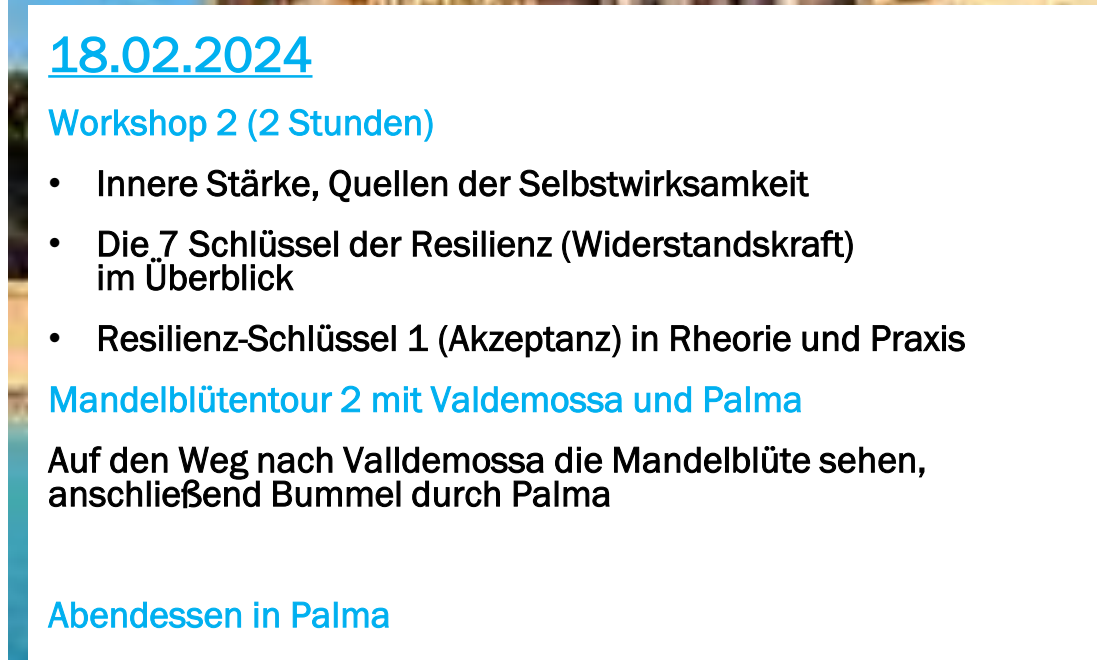 18.02.2024
Workshop 2 (2 Stunden)
• Innere Stärke, Quellen der Selbstwirksamkeit
• Die 7 Schlüssel der Resilienz (Widerstandskraft)
im Überblick
• Resilienz-Schlüssel 1 (Akzeptanz) in Rheorie und Praxis
Mandelblütentour 2 mit Valdemossa und Palma
Auf den Weg nach Valldemossa die Mandelblüte sehen,
anschließend Bummel durch Palma
Abendessen in Palma